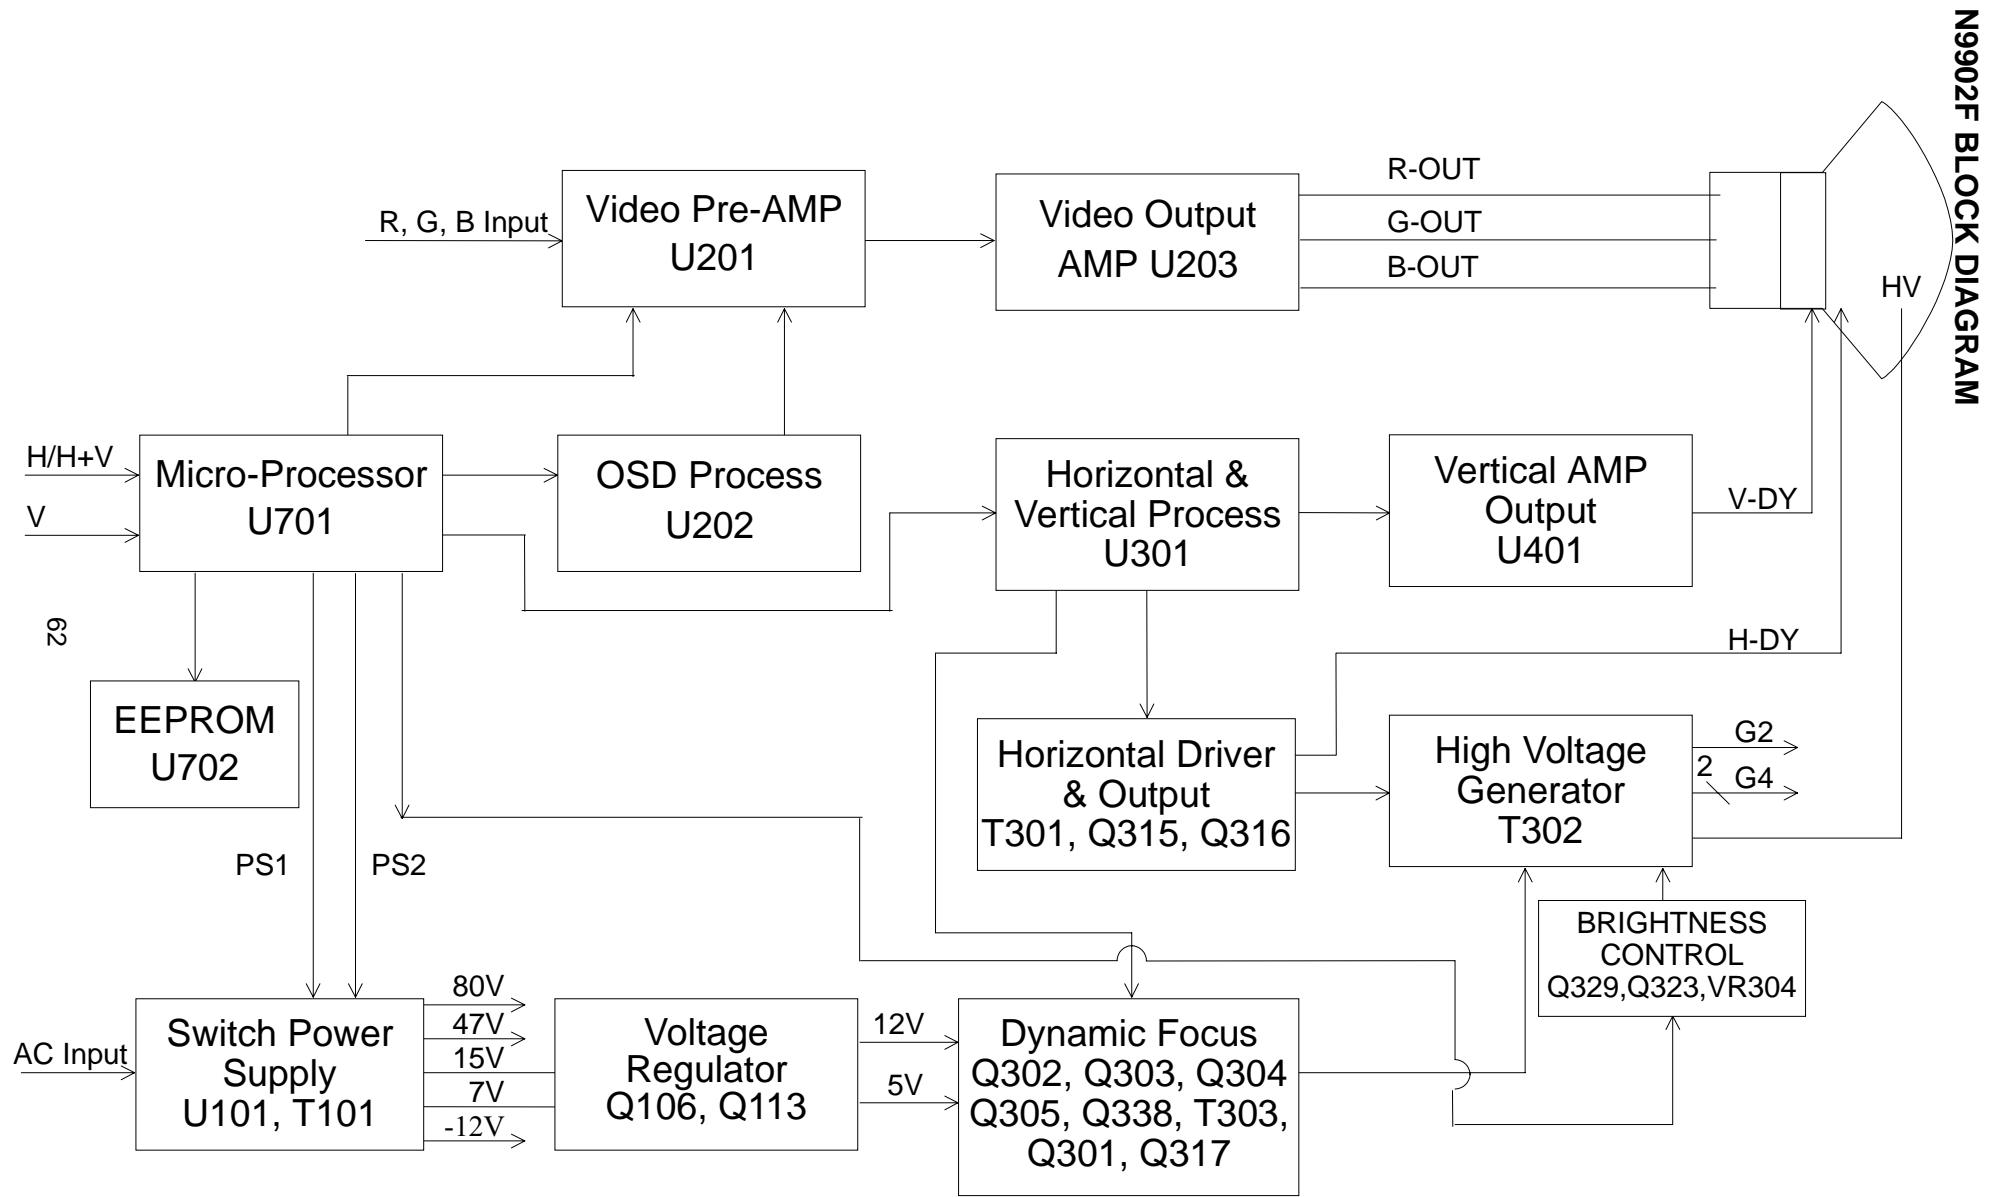 N9902F BLOCK DIAGRAM
R, G, B Input
Video Pre-AMP
U201
Video Output
AMP U203
R-OUT
G-OUT
B-OUT
HV
H/H+V
V
Micro-Processor
U701
OSD Process
U202
Horizontal &
Vertical Process
U301
Vertical AMP
Output
U401
V-DY
H-DY
62
EEPROM
U702
Horizontal Driver
& Output
T301, Q315, Q316
High Voltage
Generator
T302
G2
2
G4
PS1
PS2
BRIGHTNESS
CONTROL
Q329,Q323,VR304
AC Input
Switch Power
Supply
U101, T101
80V
47V
15V
7V
-12V
Voltage
Regulator
Q106, Q113
12V
5V
Dynamic Focus
Q302, Q303, Q304
Q305, Q338, T303,
Q301, Q317